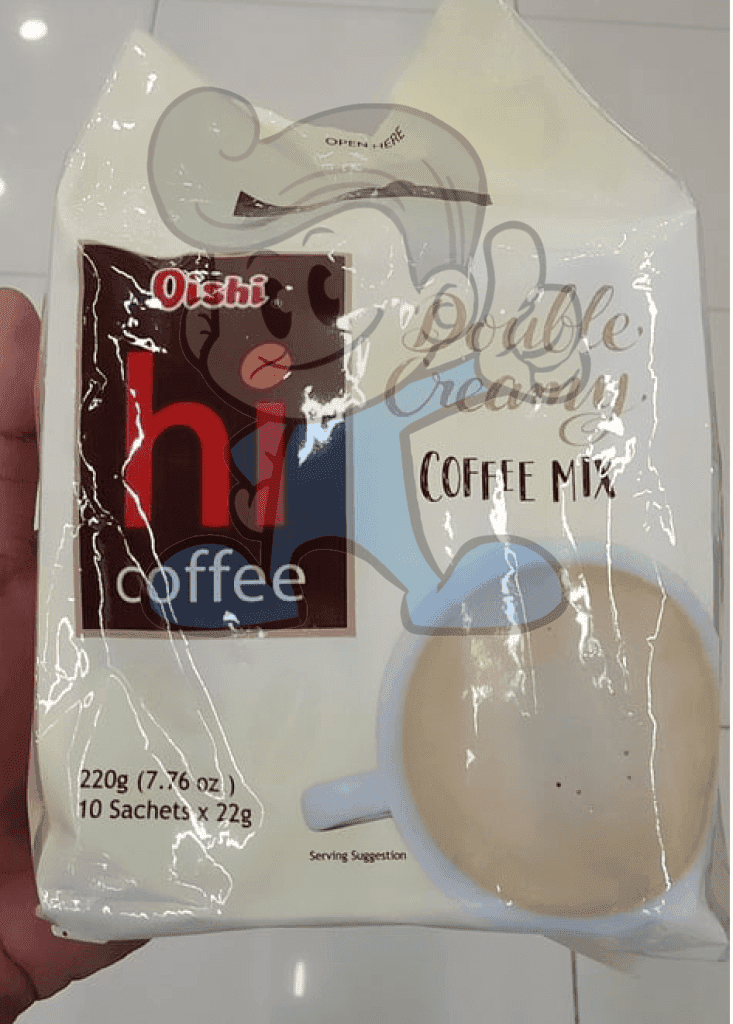 OPEN HERE
Oishi
hi
coffee
Double
Creamy
COFFEE MIX
220g (7.76 oz )
10 Sachets x 22g
Serving Suggestion